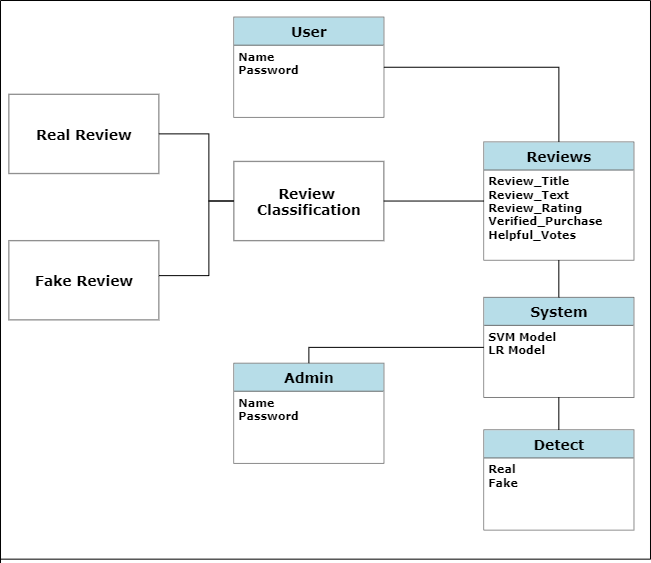 User
Name
Password
Real Review
Review
Classification
Fake Review
Reviews
Review_Title
Review_Text
Review_Rating
Verified_Purchase
Helpful_Votes
System
SVM Model
LR Model
Admin
Name
Password
Detect
Real
Fake